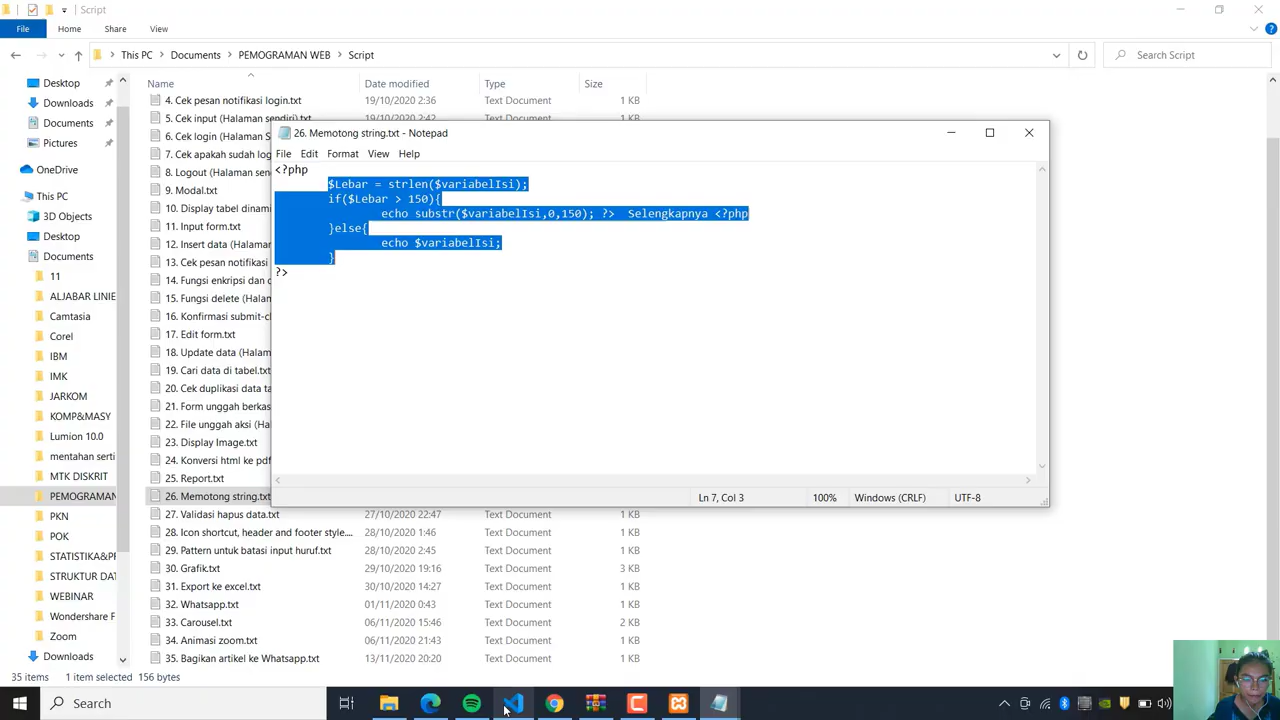 Script
File
Home
Share
View
This PC
Documents
PEMOGRAMAN WEB
Script
Search Script
Name
Date modified
Type
Size
Desktop
Downloads
Documents
Pictures
OneDrive
This PC
3D Objects
Desktop
Documents
11
ALJABAR LINIE
Camtasia
Corel
IBM
IMK
JARKOM
KOMP&MASY
Lumion 10.0
mentahan serti
MTK DISKRIT
PEMOGRAMAN
PKN
POK
STATISTIKA&PF
STRUKTUR DAT
WEBINAR
Wondershare F
Zoom
Downloads
4. Cek pesan notifikasi login.txt 19/10/2020 2:36 Text Document 1 KB
5. Cek input (Halaman sendiri).txt 19/10/2020 2:42 Text Document 1 KB
6. Cek login (Halaman S
7. Cek apakah sudah log
8. Logout (Halaman send
9. Modal.txt
10. Display tabel dinami
11. Input form.txt
12. Insert data (Halaman
13. Cek pesan notifikasi
14. Fungsi enkripsi dan d
15. Fungsi delete (Halam
16. Konfirmasi submit-cl
17. Edit form.txt
18. Update data (Halam
19. Cari data di tabel.txt
20. Cek duplikasi data ta
21. Form unggah berkas
22. File unggah aksi (Ha
23. Display Image.txt
24. Konversi html ke pdf
25. Report.txt
26. Memotong string.txt
27. Validasi hapus data.txt 27/10/2020 22:47 Text Document 1 KB
28. Icon shortcut, header and footer style.... 28/10/2020 1:46 Text Document 1 KB
29. Pattern untuk batasi input huruf.txt 28/10/2020 2:45 Text Document 1 KB
30. Grafik.txt 29/10/2020 19:16 Text Document 3 KB
31. Export ke excel.txt 30/10/2020 14:27 Text Document 1 KB
32. Whatsapp.txt 01/11/2020 0:43 Text Document 1 KB
33. Carousel.txt 06/11/2020 15:46 Text Document 2 KB
34. Animasi zoom.txt 06/11/2020 21:43 Text Document 1 KB
35. Bagikan artikel ke Whatsapp.txt 13/11/2020 20:20 Text Document 1 KB
26. Memotong string.txt - Notepad
File Edit Format View Help
<?php
$Lebar = strlen($variabelIsi);
if($Lebar > 150){
echo substr($variabelIsi,0,150); ?> Selengkapnya <?php
}else{
echo $variabelIsi;
}
?>
Ln 7, Col 3
100%
Windows (CRLF)
UTF-8
35 items
1 item selected 156 bytes
Search